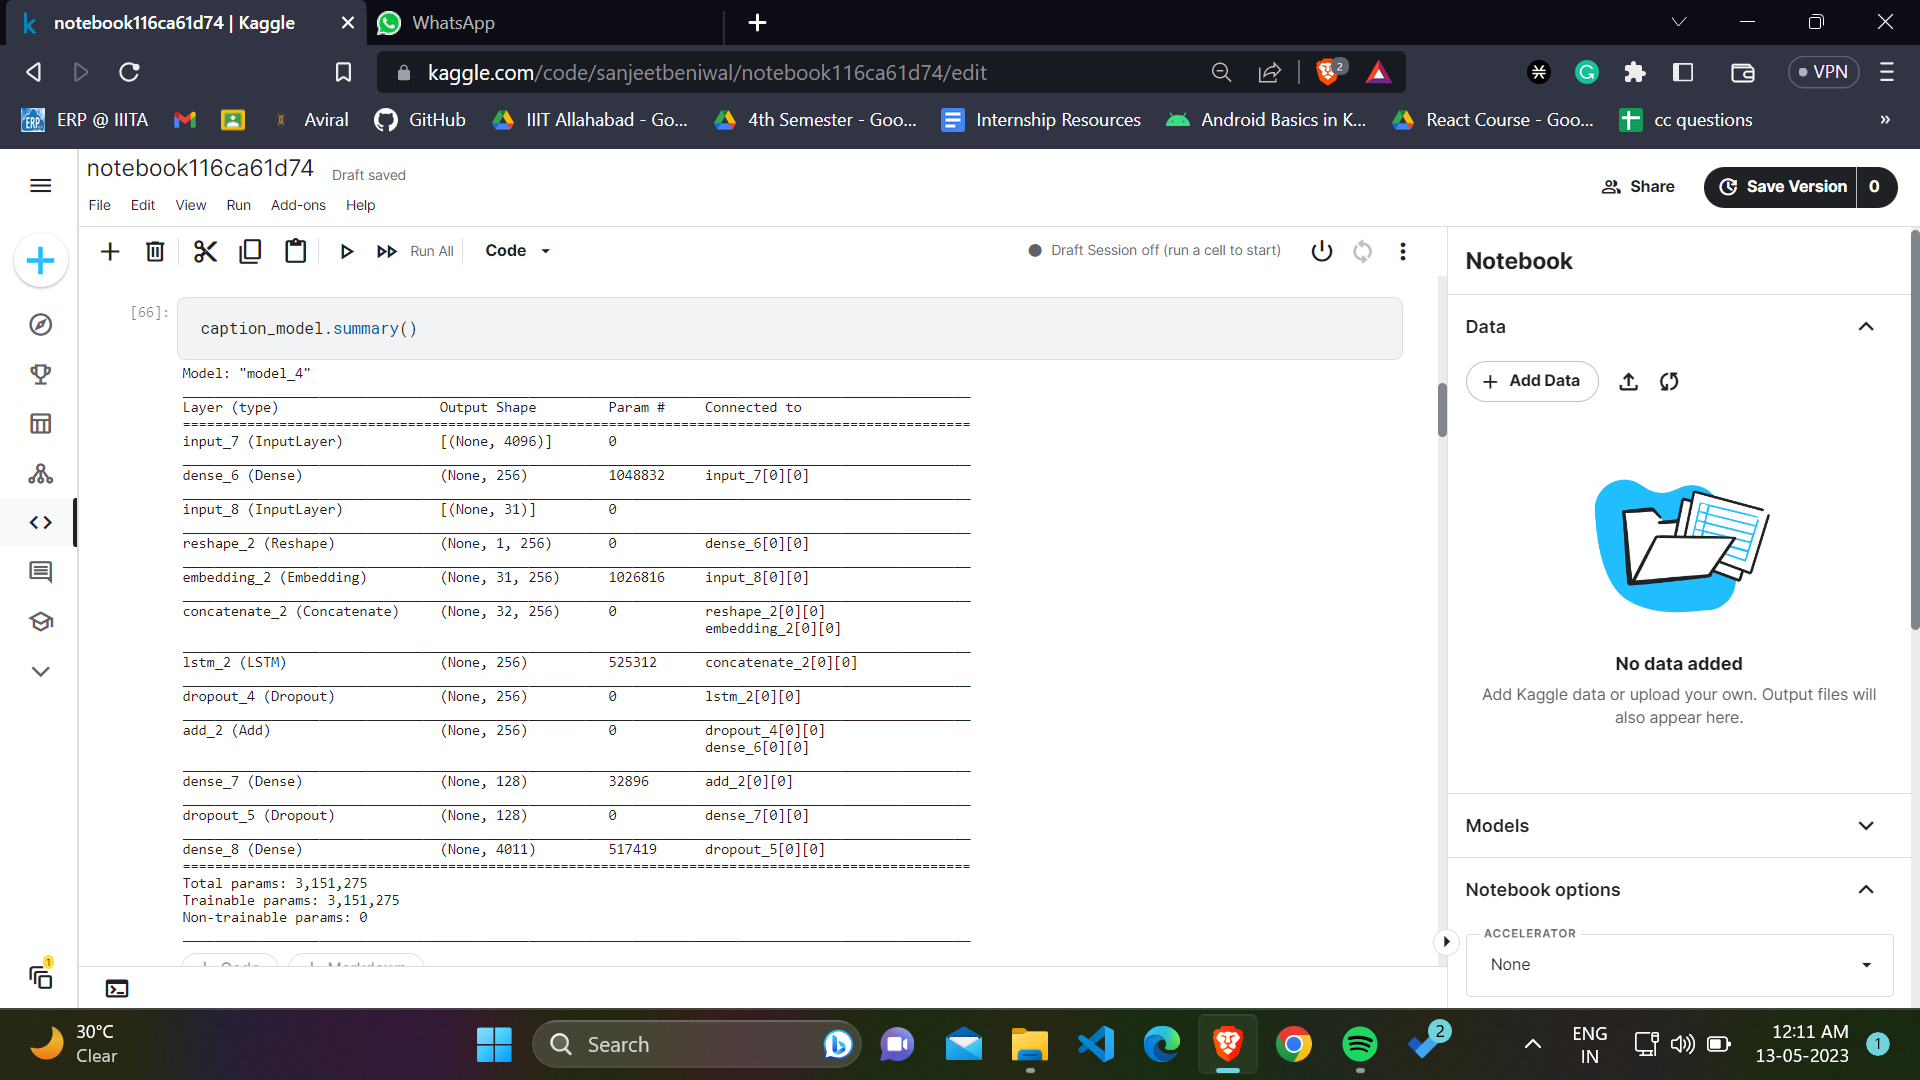 notebook116ca61d74 | Kaggle
WhatsApp
kaggle.com/code/sanjeetbeniwal/notebook116ca61d74/edit
2
VPN
ERP @ IIITA
Aviral
GitHub
IIIT Allahabad - Go...
4th Semester - Goo...
Internship Resources
Android Basics in K...
React Course - Goo...
cc questions
»
notebook116ca61d74
Draft saved
File Edit View Run Add-ons Help
Share
Save Version 0
Run All
Code
Draft Session off (run a cell to start)
[66]:
caption_model.summary()
Model: "model_4"
Layer (type) Output Shape Param # Connected to
input_7 (InputLayer) [(None, 4096)] 0
dense_6 (Dense) (None, 256) 1048832 input_7[0][0]
input_8 (InputLayer) [(None, 31)] 0
reshape_2 (Reshape) (None, 1, 256) 0 dense_6[0][0]
embedding_2 (Embedding) (None, 31, 256) 1026816 input_8[0][0]
concatenate_2 (Concatenate) (None, 32, 256) 0 reshape_2[0][0]
embedding_2[0][0]
lstm_2 (LSTM) (None, 256) 525312 concatenate_2[0][0]
dropout_4 (Dropout) (None, 256) 0 lstm_2[0][0]
add_2 (Add) (None, 256) 0 dropout_4[0][0]
dense_6[0][0]
dense_7 (Dense) (None, 128) 32896 add_2[0][0]
dropout_5 (Dropout) (None, 128) 0 dense_7[0][0]
dense_8 (Dense) (None, 4011) 517419 dropout_5[0][0]
Total params: 3,151,275
Trainable params: 3,151,275
Non-trainable params: 0
+ Code + Markdown
Notebook
Data
+ Add Data
No data added
Add Kaggle data or upload your own. Output files will
also appear here.
Models
Notebook options
ACCELERATOR
None
1
30°C
Clear
Search
2
ENG
IN
12:11 AM
13-05-2023
1